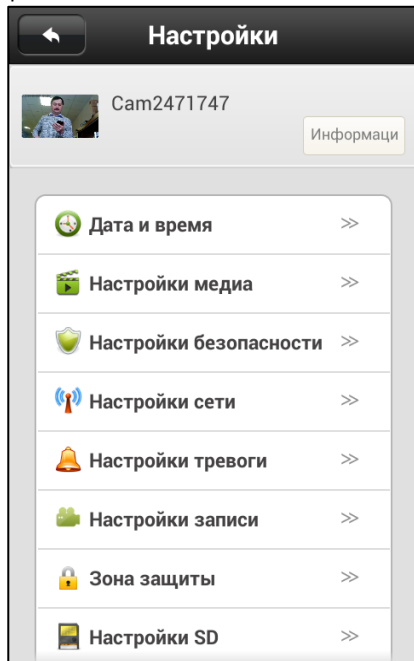 Настройки
Cam2471747
Информаци
Дата и время
Настройки медиа
Настройки безопасности
Настройки сети
Настройки тревоги
Настройки записи
Зона защиты
Настройки SD